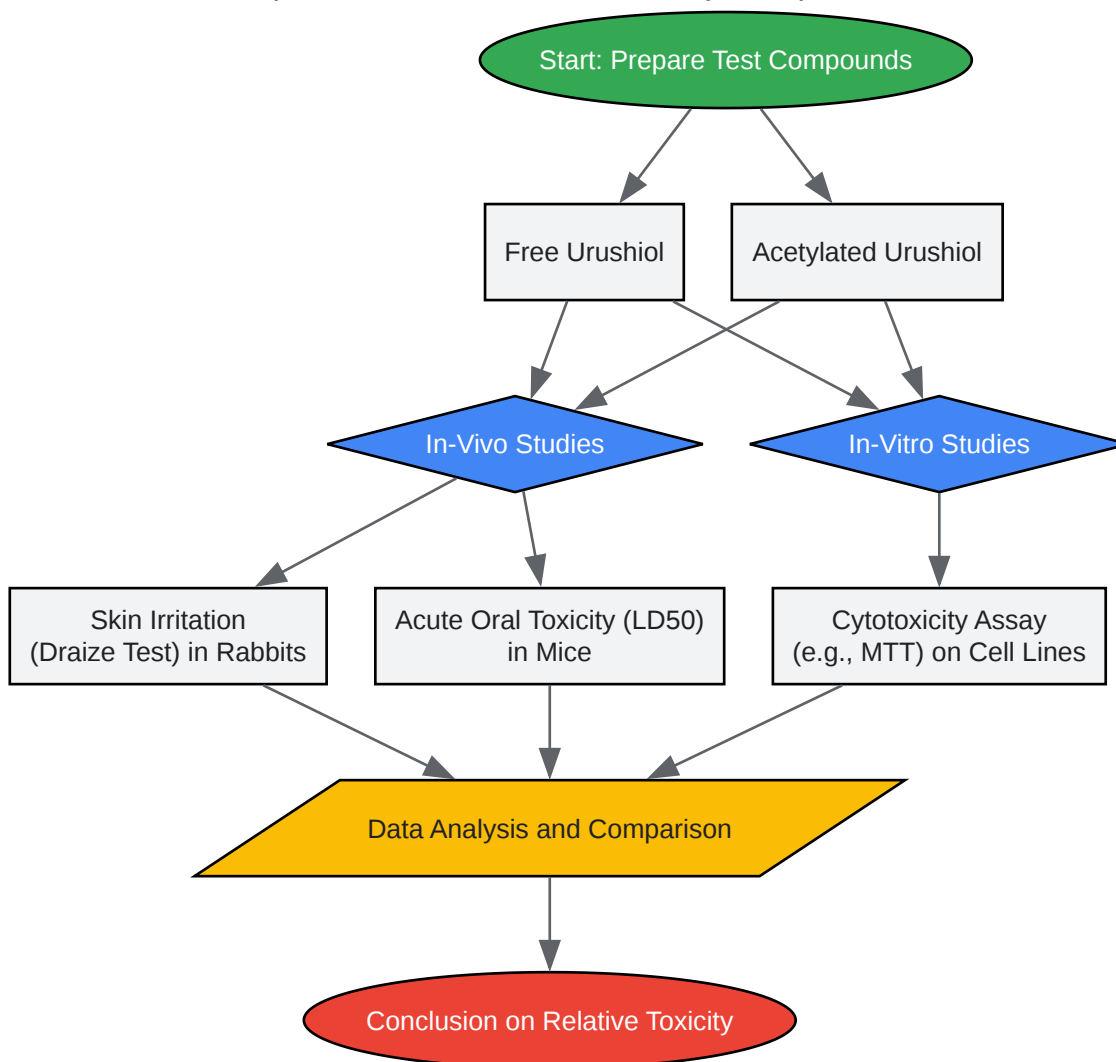 Start: Prepare Test Compounds
Free Urushiol
Acetylated Urushiol
In-Vivo Studies
In-Vitro Studies
Skin Irritation
(Draize Test) in Rabbits
Acute Oral Toxicity (LD50)
in Mice
Cytotoxicity Assay
(e.g., MTT) on Cell Lines
Data Analysis and Comparison
Conclusion on Relative Toxicity